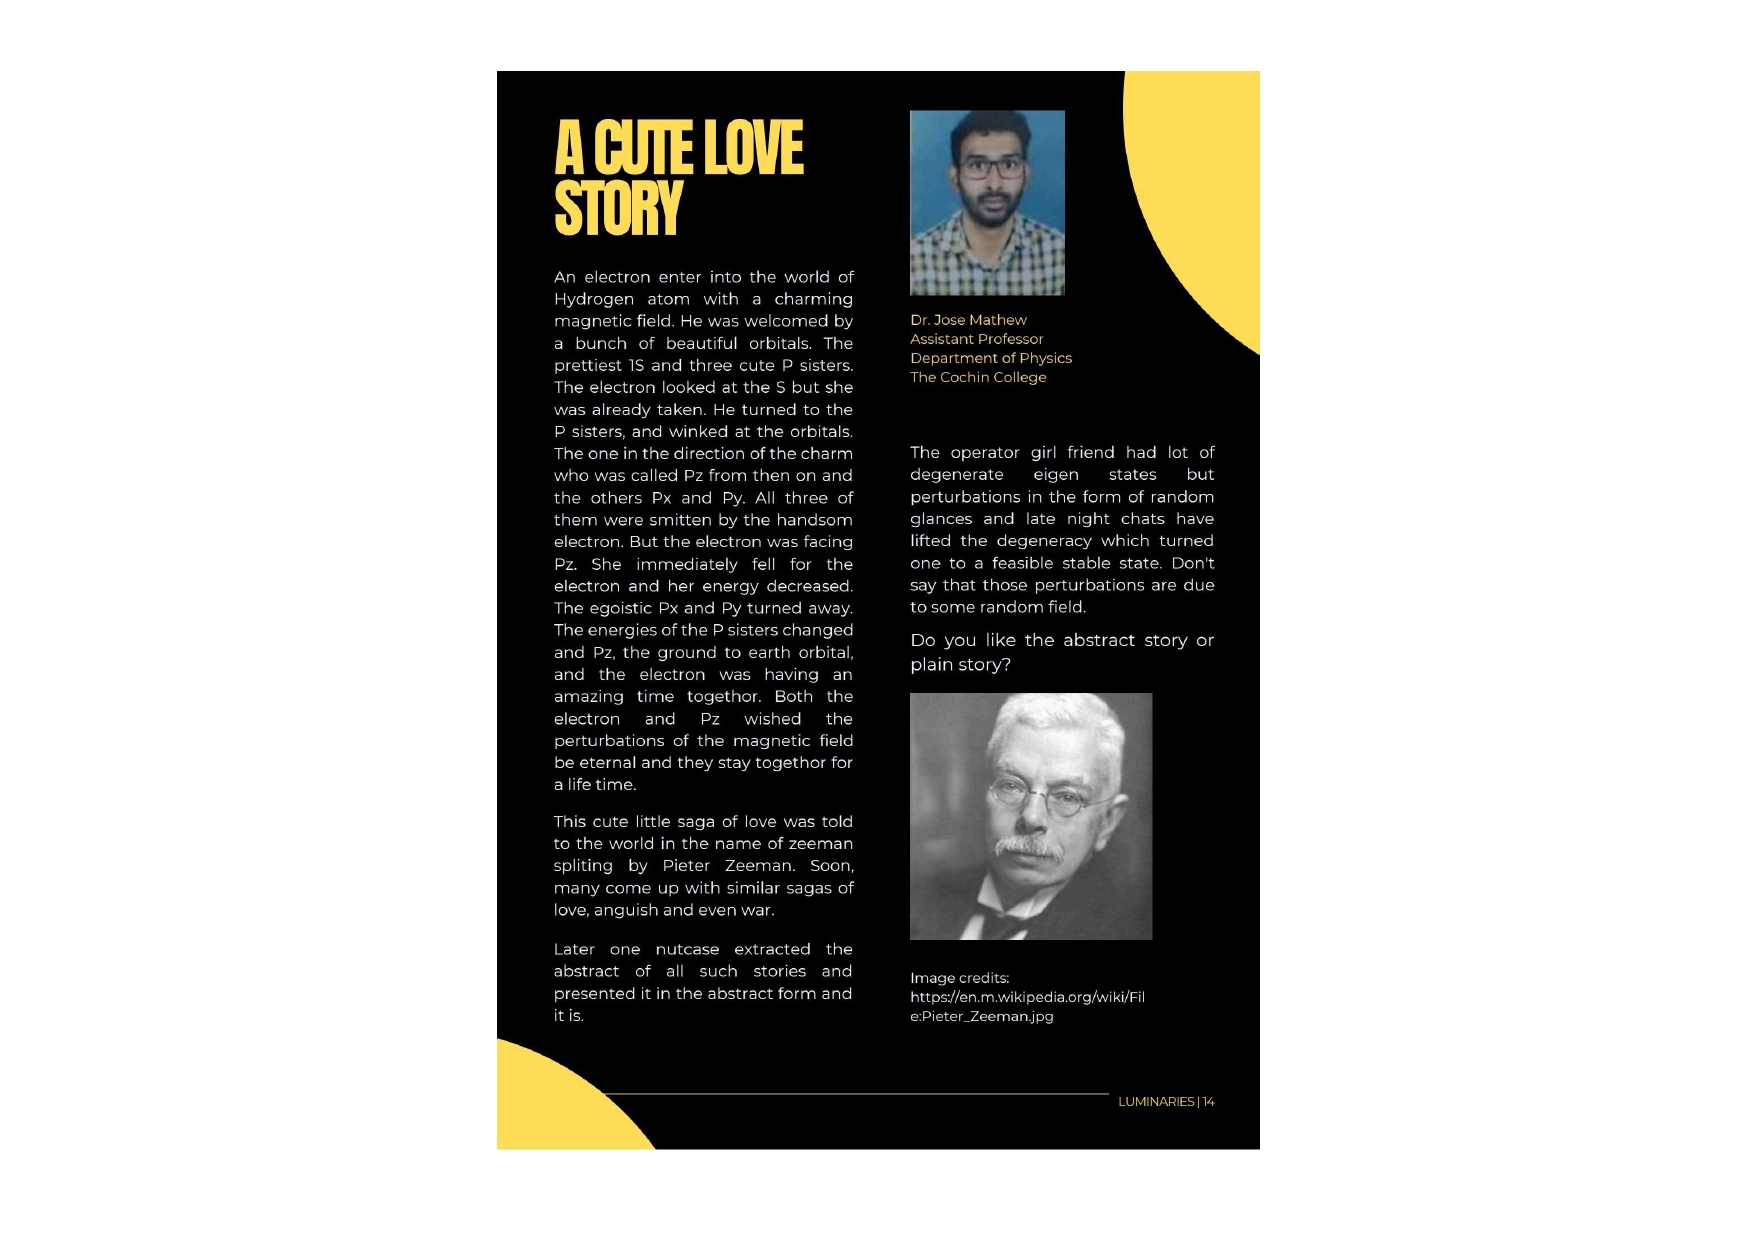 A CUTE LOVE
STORY
An electron enter into the world of
Hydrogen atom with a charming
magnetic field. He was welcomed by
a bunch of beautiful orbitals. The
prettiest 1S and three cute P sisters.
The electron looked at the S but she
was already taken. He turned to the
P sisters, and winked at the orbitals.
The one in the direction of the charm
who was called Pz from then on and
the others Px and Py. All three of
them were smitten by the handsom
electron. But the electron was facing
Pz. She immediately fell for the
electron and her energy decreased.
The egoistic Px and Py turned away.
The energies of the P sisters changed
and Pz, the ground to earth orbital,
and the electron was having an
amazing time togethor. Both the
electron and Pz wished the
perturbations of the magnetic field
be eternal and they stay togethor for
a life time.
This cute little saga of love was told
to the world in the name of zeeman
spliting by Pieter Zeeman. Soon,
many come up with similar sagas of
love, anguish and even war.
Later one nutcase extracted the
abstract of all such stories and
presented it in the abstract form and
it is.
Dr. Jose Mathew
Assistant Professor
Department of Physics
The Cochin College
The operator girl friend had lot of
degenerate eigen states but
perturbations in the form of random
glances and late night chats have
lifted the degeneracy which turned
one to a feasible stable state. Don't
say that those perturbations are due
to some random field.
Do you like the abstract story or
plain story?
Image credits:
https://en.m.wikipedia.org/wiki/Fil
e:Pieter_Zeeman.jpg
LUMINARIES | 14